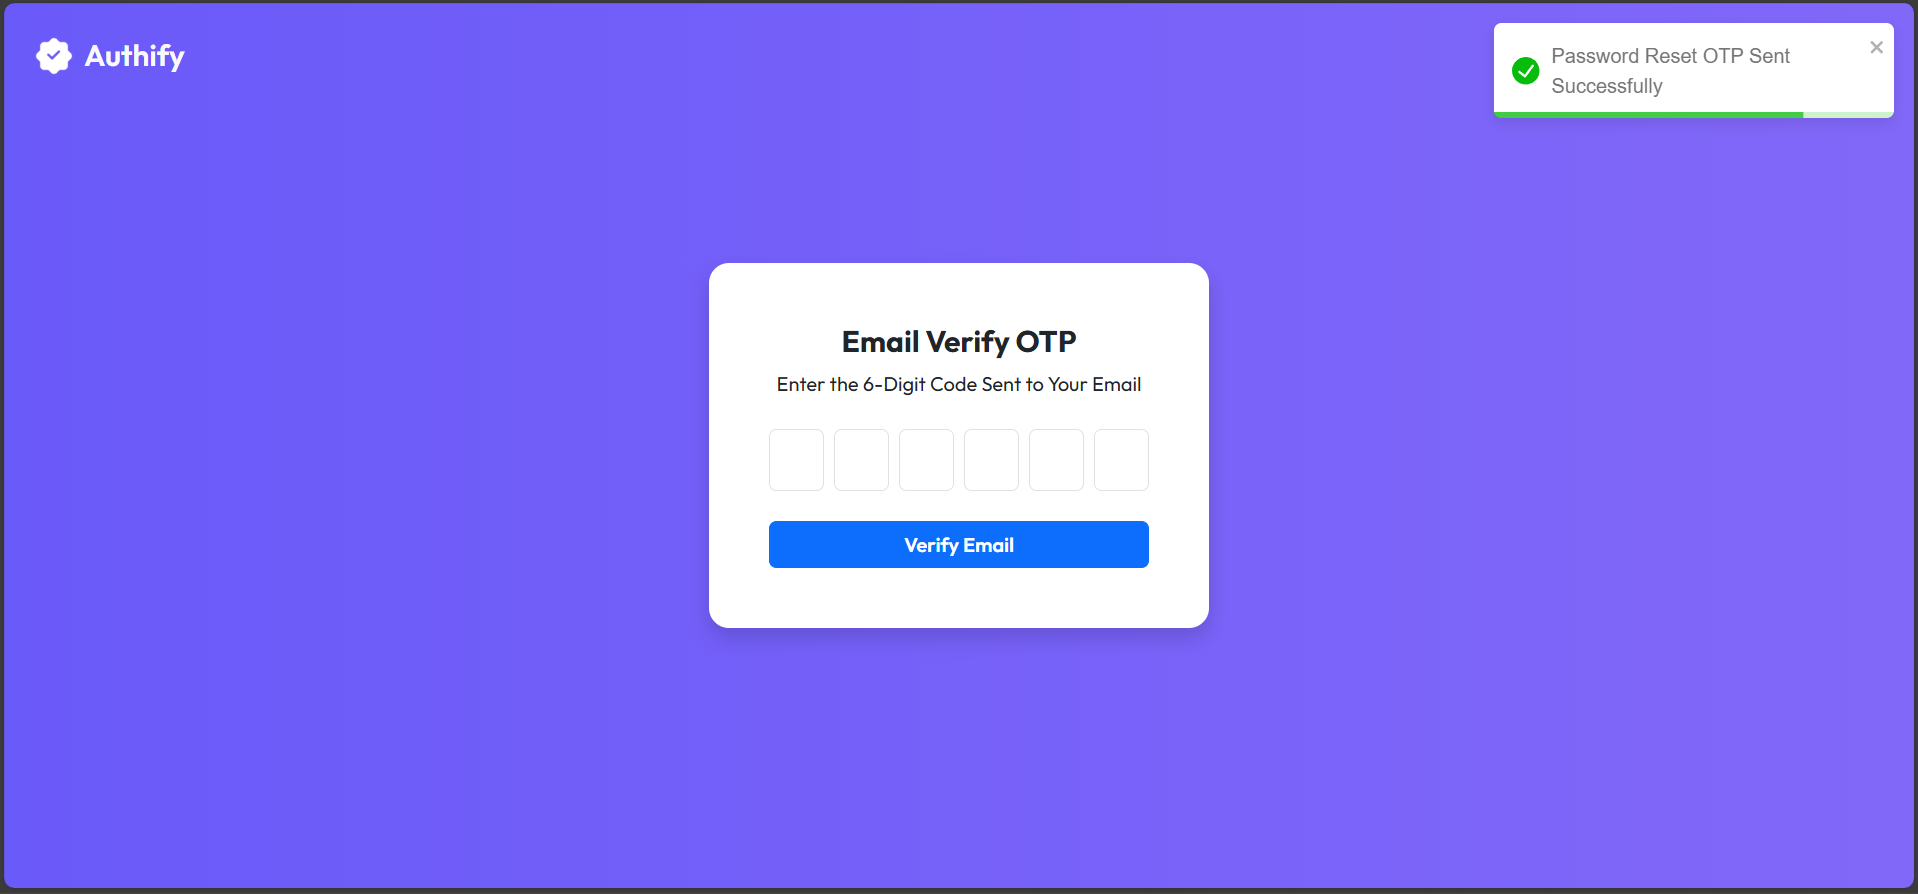 Authify
Password Reset OTP Sent
Successfully
Email Verify OTP
Enter the 6-Digit Code Sent to Your Email
Verify Email